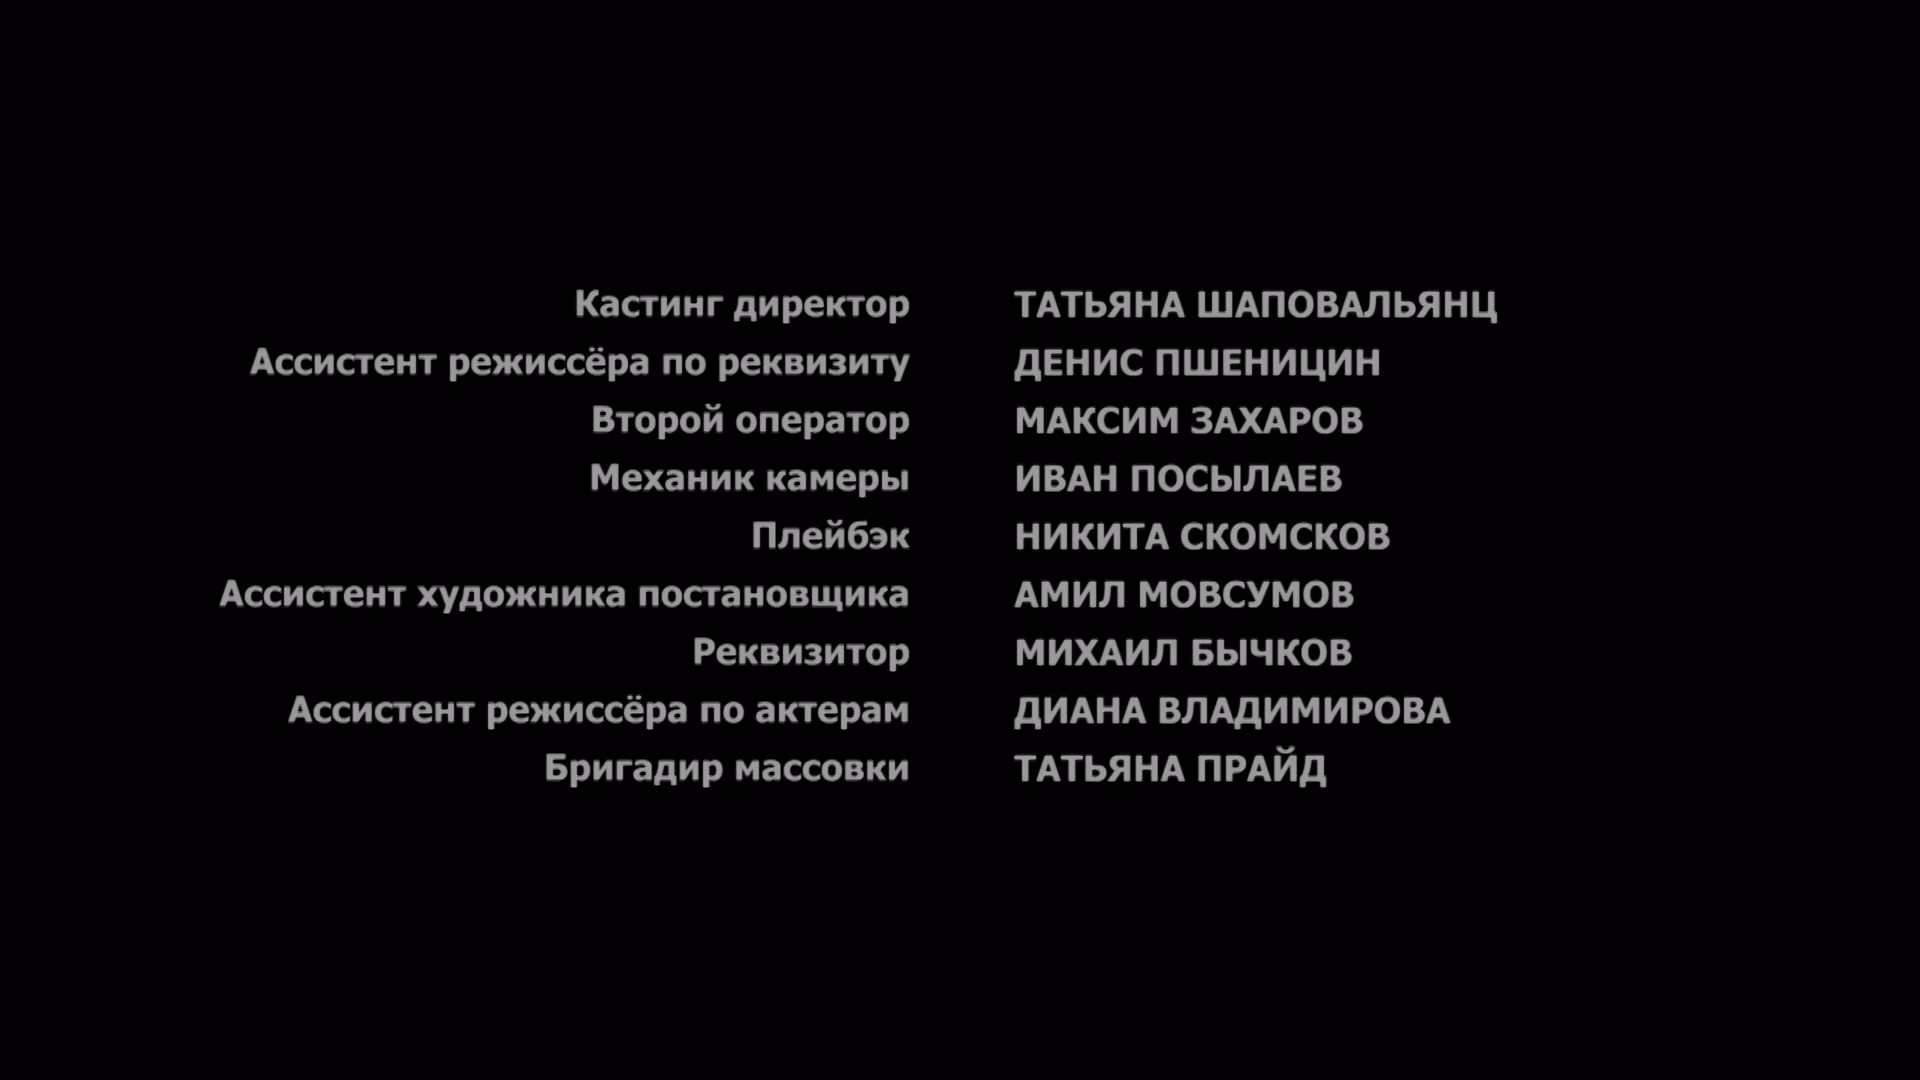 Кастинг директор ТАТЬЯНА ШАПОВАЛЬЯНЦ
Ассистент режиссёра по реквизиту ДЕНИС ПШЕНИЦИН
Второй оператор МАКСИМ ЗАХАРОВ
Механик камеры ИВАН ПОСЫЛАЕВ
Плейбэк НИКИТА СКОМСКОВ
Ассистент художника постановщика АМИЛ МОВСУМОВ
Реквизитор МИХАИЛ БЫЧКОВ
Ассистент режиссёра по актерам ДИАНА ВЛАДИМИРОВА
Бригадир массовки ТАТЬЯНА ПРАЙД